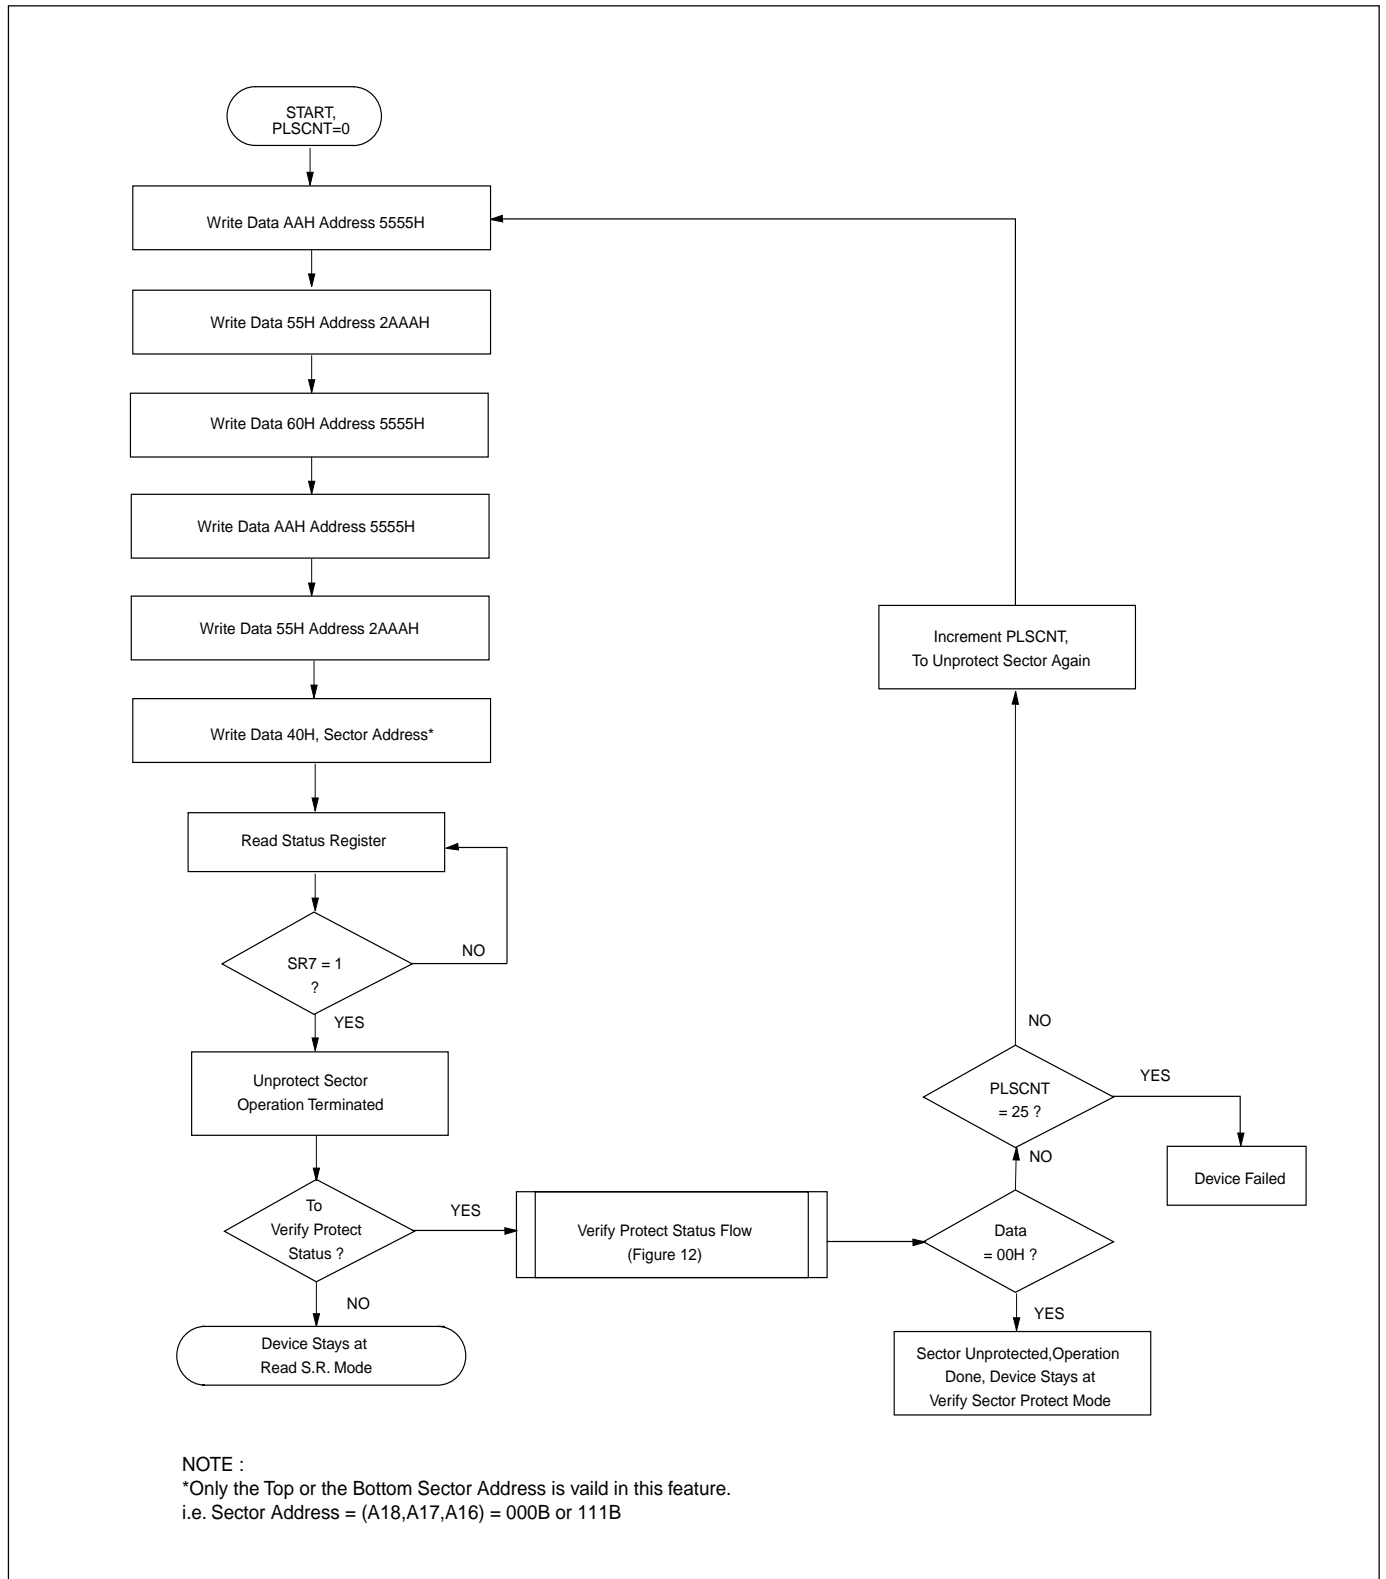 START,
PLSCNT=0
Write Data AAH Address 5555H
Write Data 55H Address 2AAAH
Write Data 60H Address 5555H
Write Data AAH Address 5555H
Write Data 55H Address 2AAAH
Write Data 40H, Sector Address*
Read Status Register
SR7 = 1
?
NO
YES
Unprotect Sector
Operation Terminated
To
Verify Protect
Status ?
YES
NO
Device Stays at
Read S.R. Mode
Verify Protect Status Flow
(Figure 12)
Data
= 00H ?
YES
Sector Unprotected,Operation
Done, Device Stays at
Verify Sector Protect Mode
NO
PLSCNT
= 25 ?
YES
Device Failed
NO
Increment PLSCNT,
To Unprotect Sector Again
NOTE :
*Only the Top or the Bottom Sector Address is vaild in this feature.
i.e. Sector Address = (A18,A17,A16) = 000B or 111B